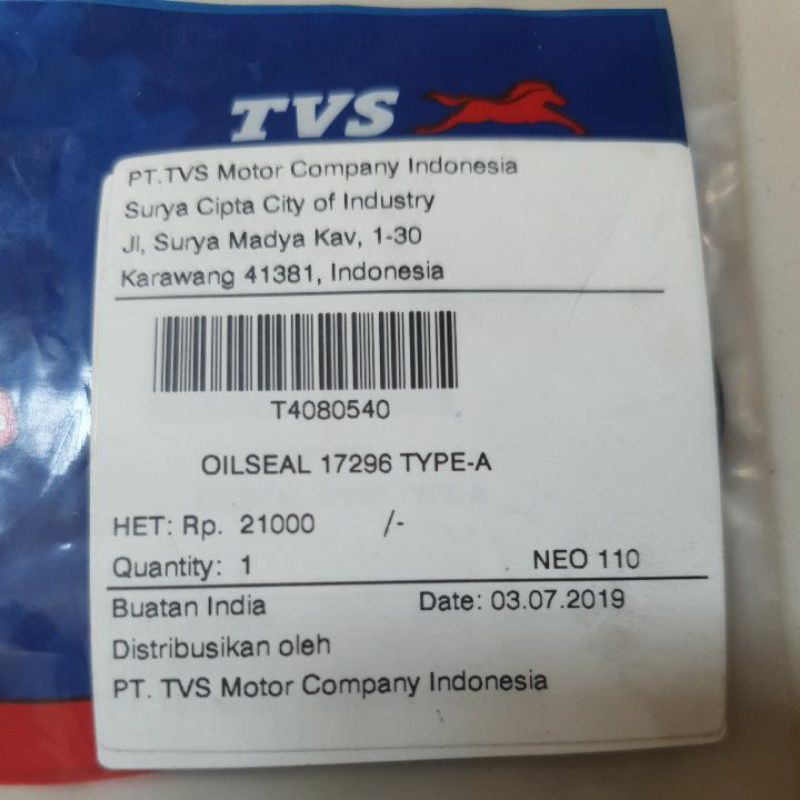 TVS
PT.TVS Motor Company Indonesia
Surya Cipta City of Industry
Jl, Surya Madya Kav, 1-30
Karawang 41381, Indonesia
T4080540
OILSEAL 17296 TYPE-A
HET: Rp. 21000 /-
Quantity: 1 NEO 110
Buatan India Date: 03.07.2019
Distribusikan oleh
PT. TVS Motor Company Indonesia